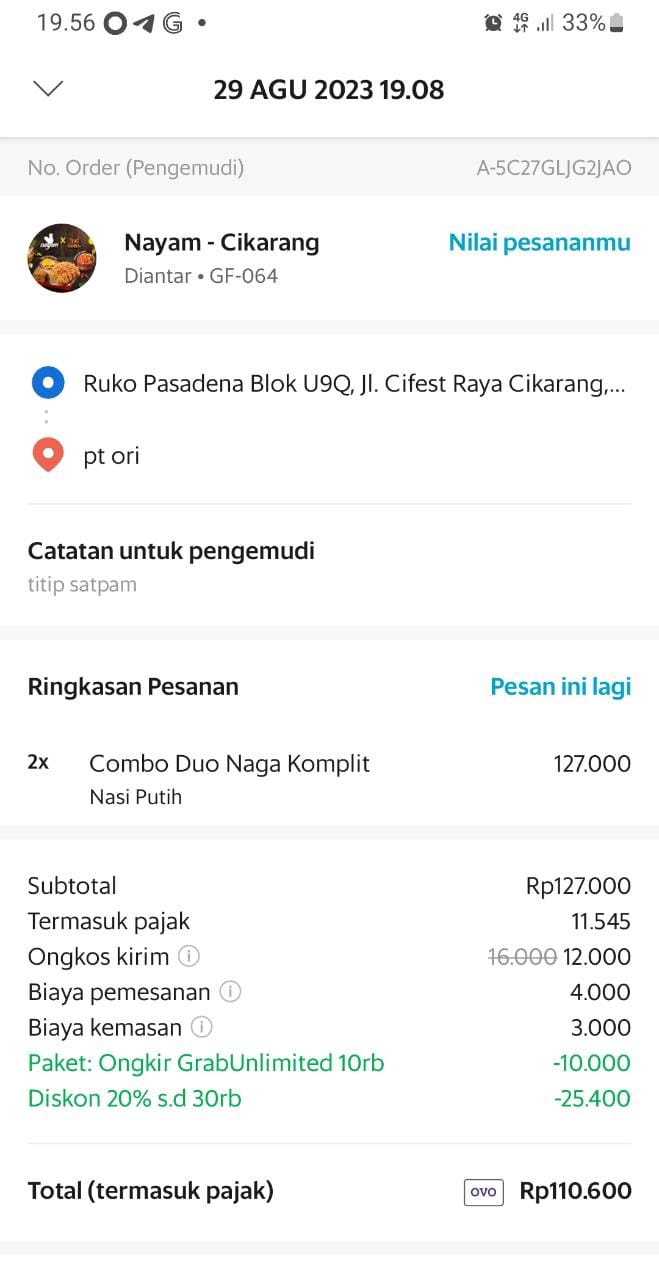 19.56 4G 33%
29 AGU 2023 19.08
No. Order (Pengemudi) A-5C27GLJG2JAO
Nayam - Cikarang Nilai pesananmu
Diantar • GF-064
Ruko Pasadena Blok U9Q, Jl. Cifest Raya Cikarang,...
pt ori
Catatan untuk pengemudi
titip satpam
Ringkasan Pesanan Pesan ini lagi
2x Combo Duo Naga Komplit 127.000
Nasi Putih
Subtotal Rp127.000
Termasuk pajak 11.545
Ongkos kirim 16.000 12.000
Biaya pemesanan 4.000
Biaya kemasan 3.000
Paket: Ongkir GrabUnlimited 10rb -10.000
Diskon 20% s.d 30rb -25.400
Total (termasuk pajak) OVO Rp110.600